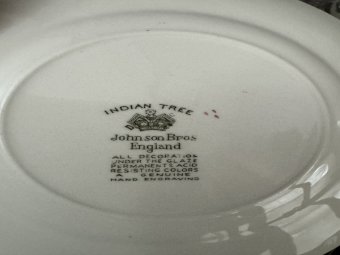 INDIAN TREE
Johnson Bros
England
ALL DECORATION
UNDER THE GLAZE
PERMANENT & ACID
RESISTING COLORS
A GENUINE
HAND ENGRAVING